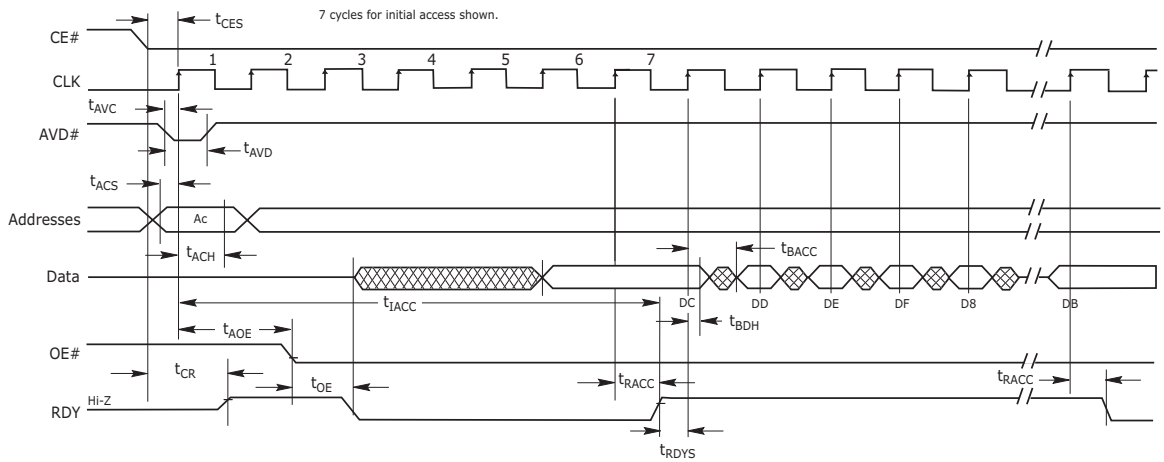 7 cycles for initial access shown.
tCES
CE#
1 2 3 4 5 6 7
CLK
tAVC
AVD#
tAVD
tACS
Addresses
Ac
tACH
tBACC
Data
DC DD DE DF D8 DB
tIACC
tBDH
tAOE
OE#
tCR
tOE
tRACC
tRACC
Hi-Z
RDY
tRDYS